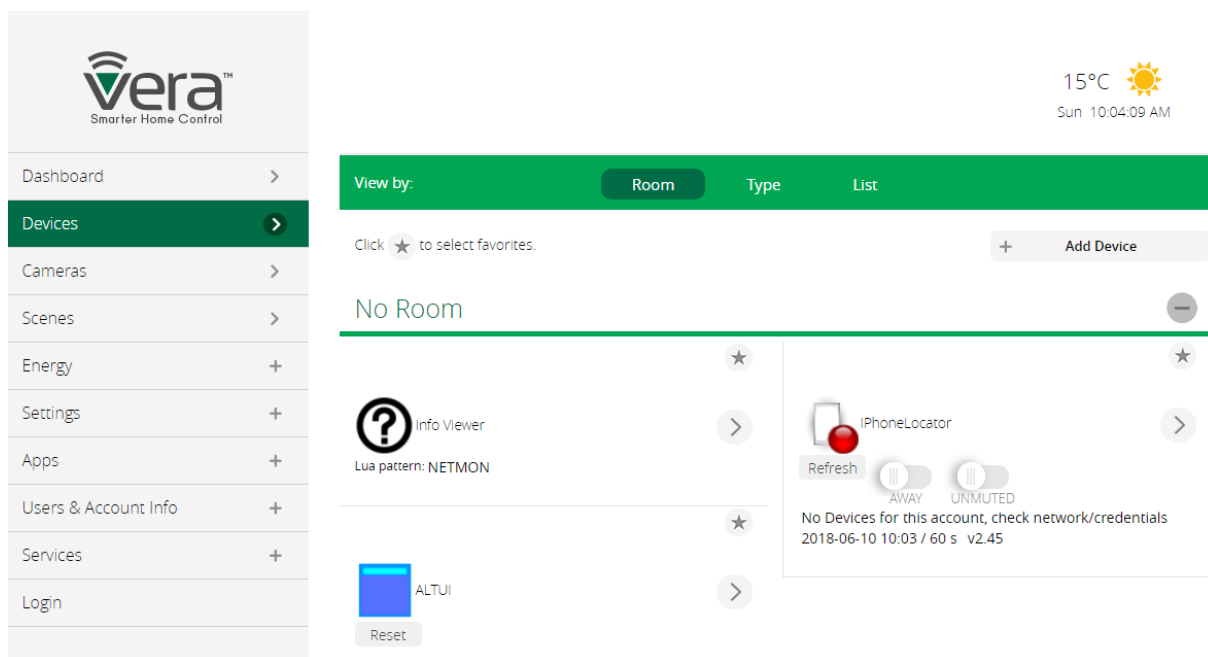 vera™
Smarter Home Control
15°C
Sun 10:04:09 AM
Dashboard
Devices
Cameras
Scenes
Energy
Settings
Apps
Users & Account Info
Services
Login
View by:
Room
Type
List
Click ★ to select favorites.
+ Add Device
No Room
Info Viewer
Lua pattern: NETMON
ALTUI
Reset
IPhoneLocator
Refresh
AWAY
UNMUTED
No Devices for this account, check network/credentials
2018-06-10 10:03 / 60 s v2.45